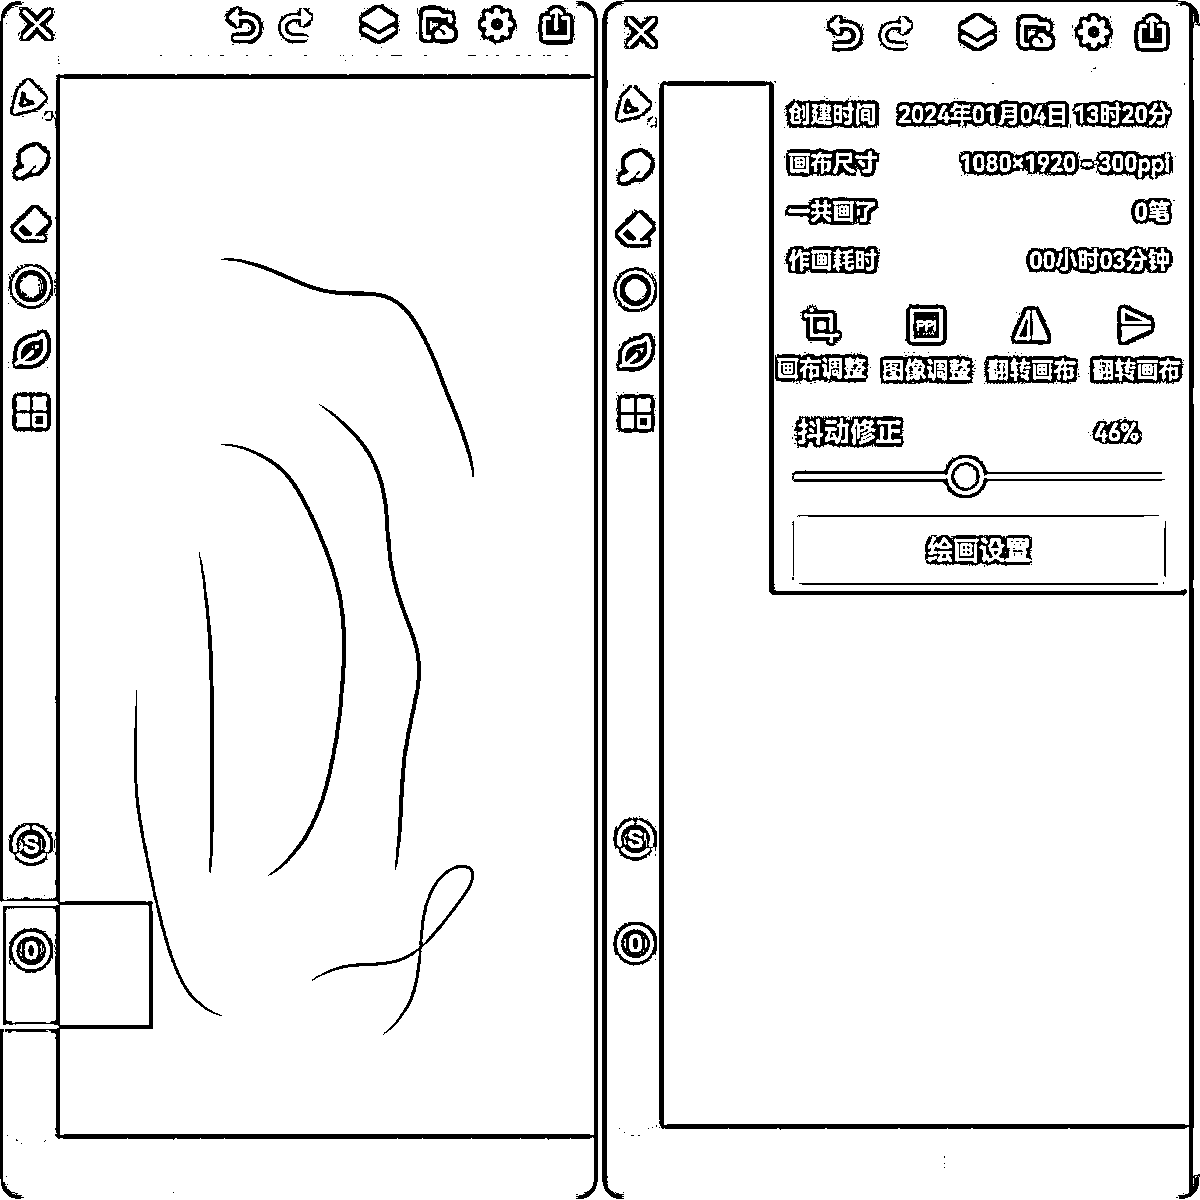 S
0
创建时间 2024年01月04日 13时20分
画布尺寸 1080×1920 - 300ppi
一共画了 0笔
作画耗时 00小时03分钟
PPI
画布调整 图像调整 翻转画布 翻转画布
抖动修正 46%
绘画设置
S
0